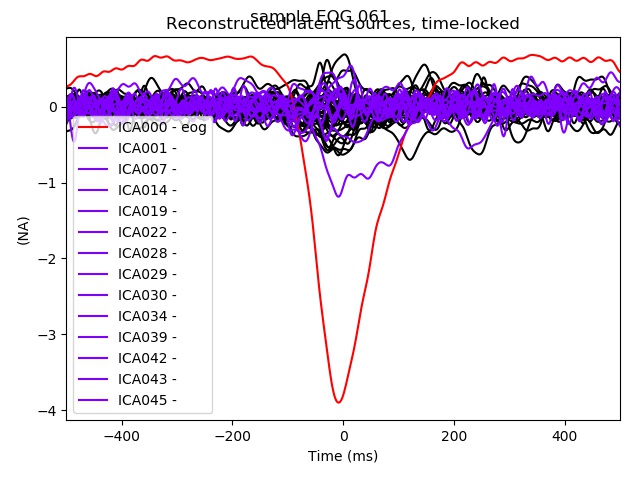 sample EOG 061
Reconstructed latent sources, time-locked
0
−1
−2
−3
−4
(NA)
ICA000 - eog
ICA001 -
ICA007 -
ICA014 -
ICA019 -
ICA022 -
ICA028 -
ICA029 -
ICA030 -
ICA034 -
ICA039 -
ICA042 -
ICA043 -
ICA045 -
−400 −200 0 200 400
Time (ms)